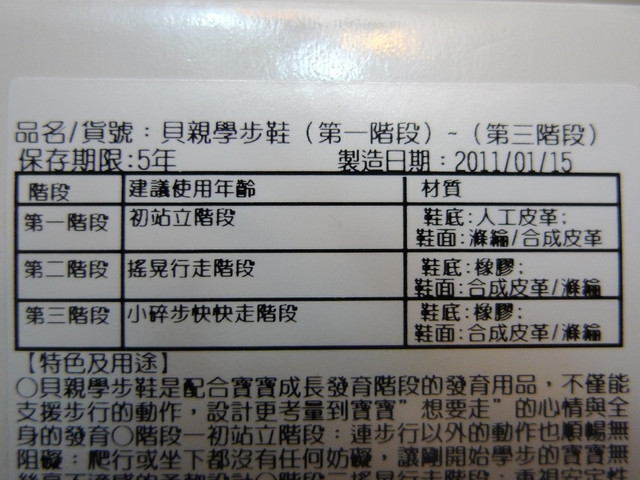 品名/貨號:貝親學步鞋(第一階段)~(第三階段)
保存期限:5年 製造日期:2011/01/15
階段 建議使用年齡 材質
第一階段 初站立階段 鞋底:人工皮革;
鞋面:滌綸/合成皮革
第二階段 搖晃行走階段 鞋底:橡膠;
鞋面:合成皮革/滌綸
第三階段 小碎步快快走階段 鞋底:橡膠;
鞋面:合成皮革/滌綸
【特色及用途】
○貝親學步鞋是配合寶寶成長發育階段的發育用品,不僅能
支援步行的動作,設計更考量到寶寶"想要走"的心情與全
身的發育○階段一初站立階段:連步行以外的動作也順暢無
阻礙:爬行或坐下都沒有任何妨礙,讓剛開始學步的寶寶無